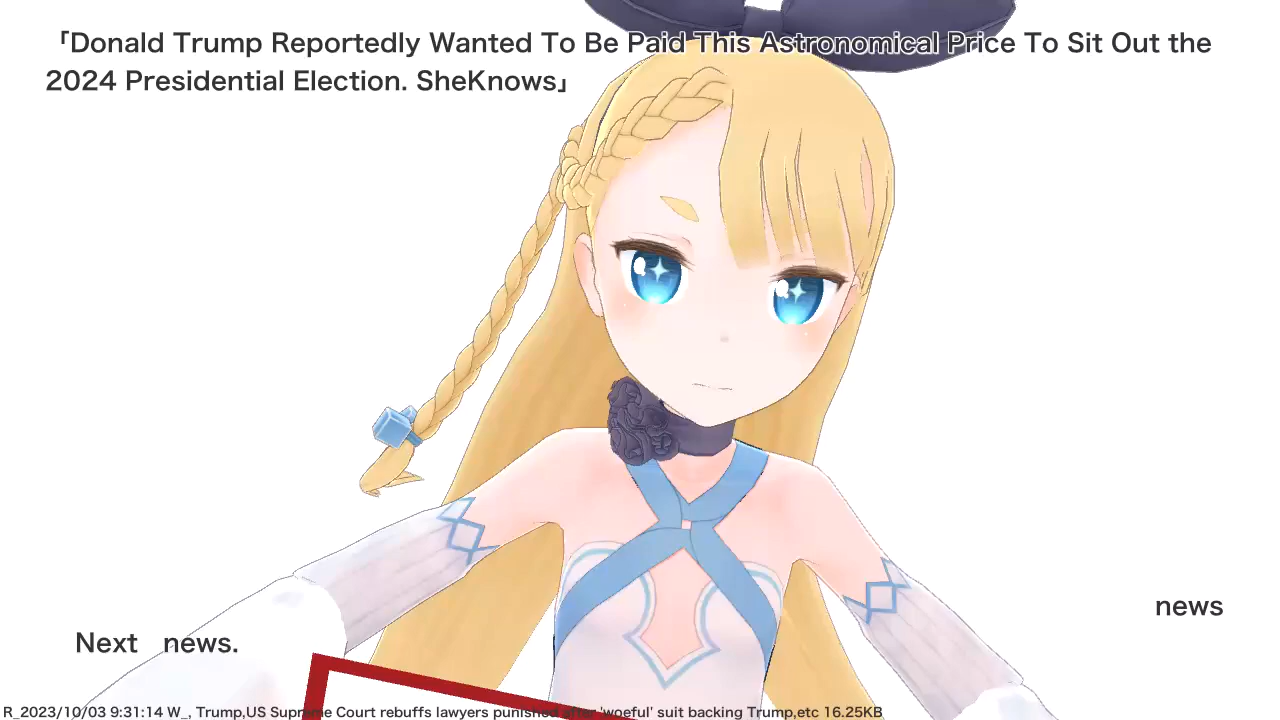 「Donald Trump Reportedly Wanted To Be Paid This Astronomical Price To Sit Out the
2024 Presidential Election. SheKnows」
news
Next news.
R_2023/10/03 9:31:14 W_, Trump,US Supreme Court rebuffs lawyers punished after 'woeful' suit backing Trump,etc 16.25KB